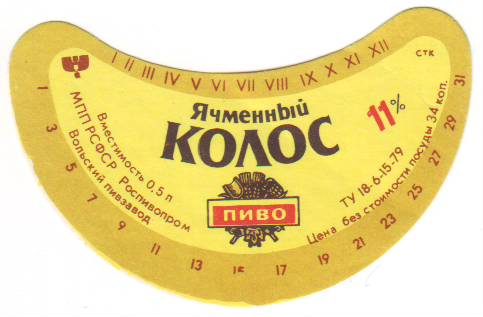 I II III IV V VI VII VIII IX X XI XII
СТК
Ячменный
КОЛОС
11%
ПИВО
Вместимость 0,5 л
МПП РСФСР Роспивопром
Вольский пивзавод
ТУ 18-6-15-79
Цена без стоимости посуды 34 коп.
1 3 5 7 9 11 13 15 17 19 21 23 25 27 29 31